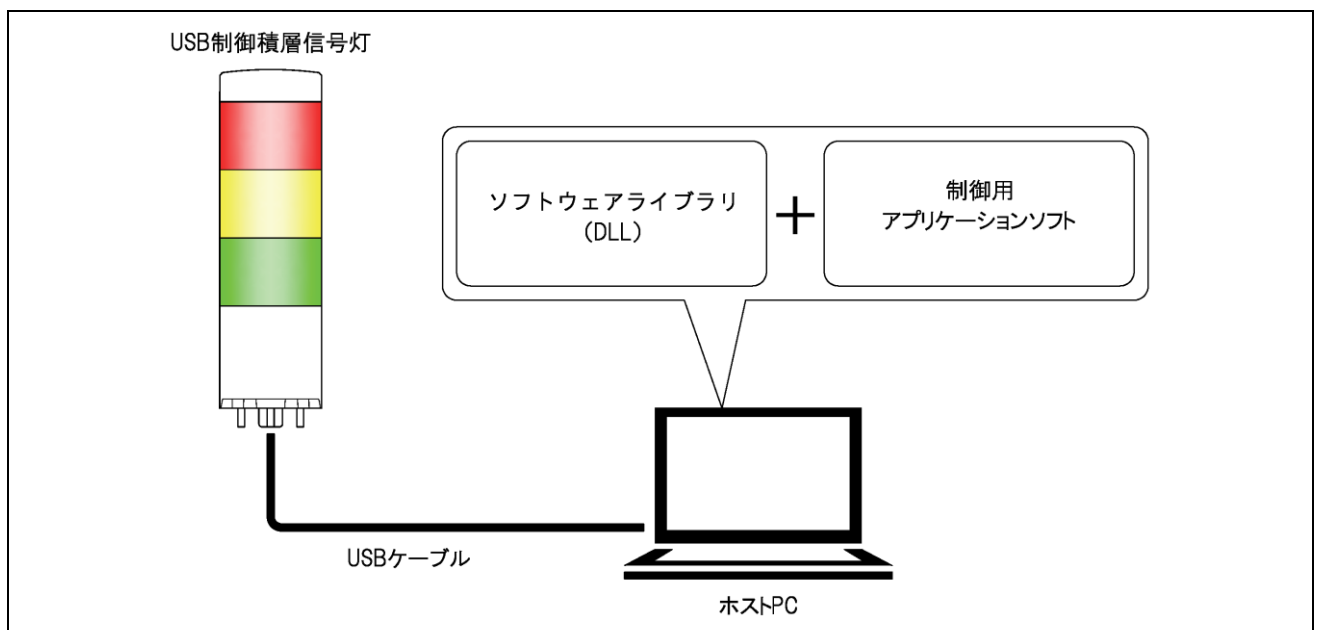 USB制御積層信号灯
ソフトウェアライブラリ
(DLL)
+
制御用
アプリケーションソフト
USBケーブル
ホストPC